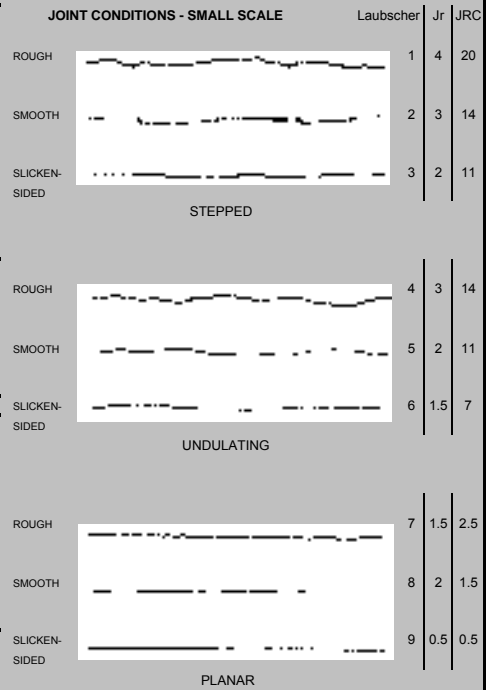 JOINT CONDITIONS - SMALL SCALE Laubscher Jr JRC
ROUGH 1 4 20
SMOOTH 2 3 14
SLICKEN- 3 2 11
SIDED
STEPPED
ROUGH 4 3 14
SMOOTH 5 2 11
SLICKEN- 6 1.5 7
SIDED
UNDULATING
ROUGH 7 1.5 2.5
SMOOTH 8 2 1.5
SLICKEN- 9 0.5 0.5
SIDED
PLANAR